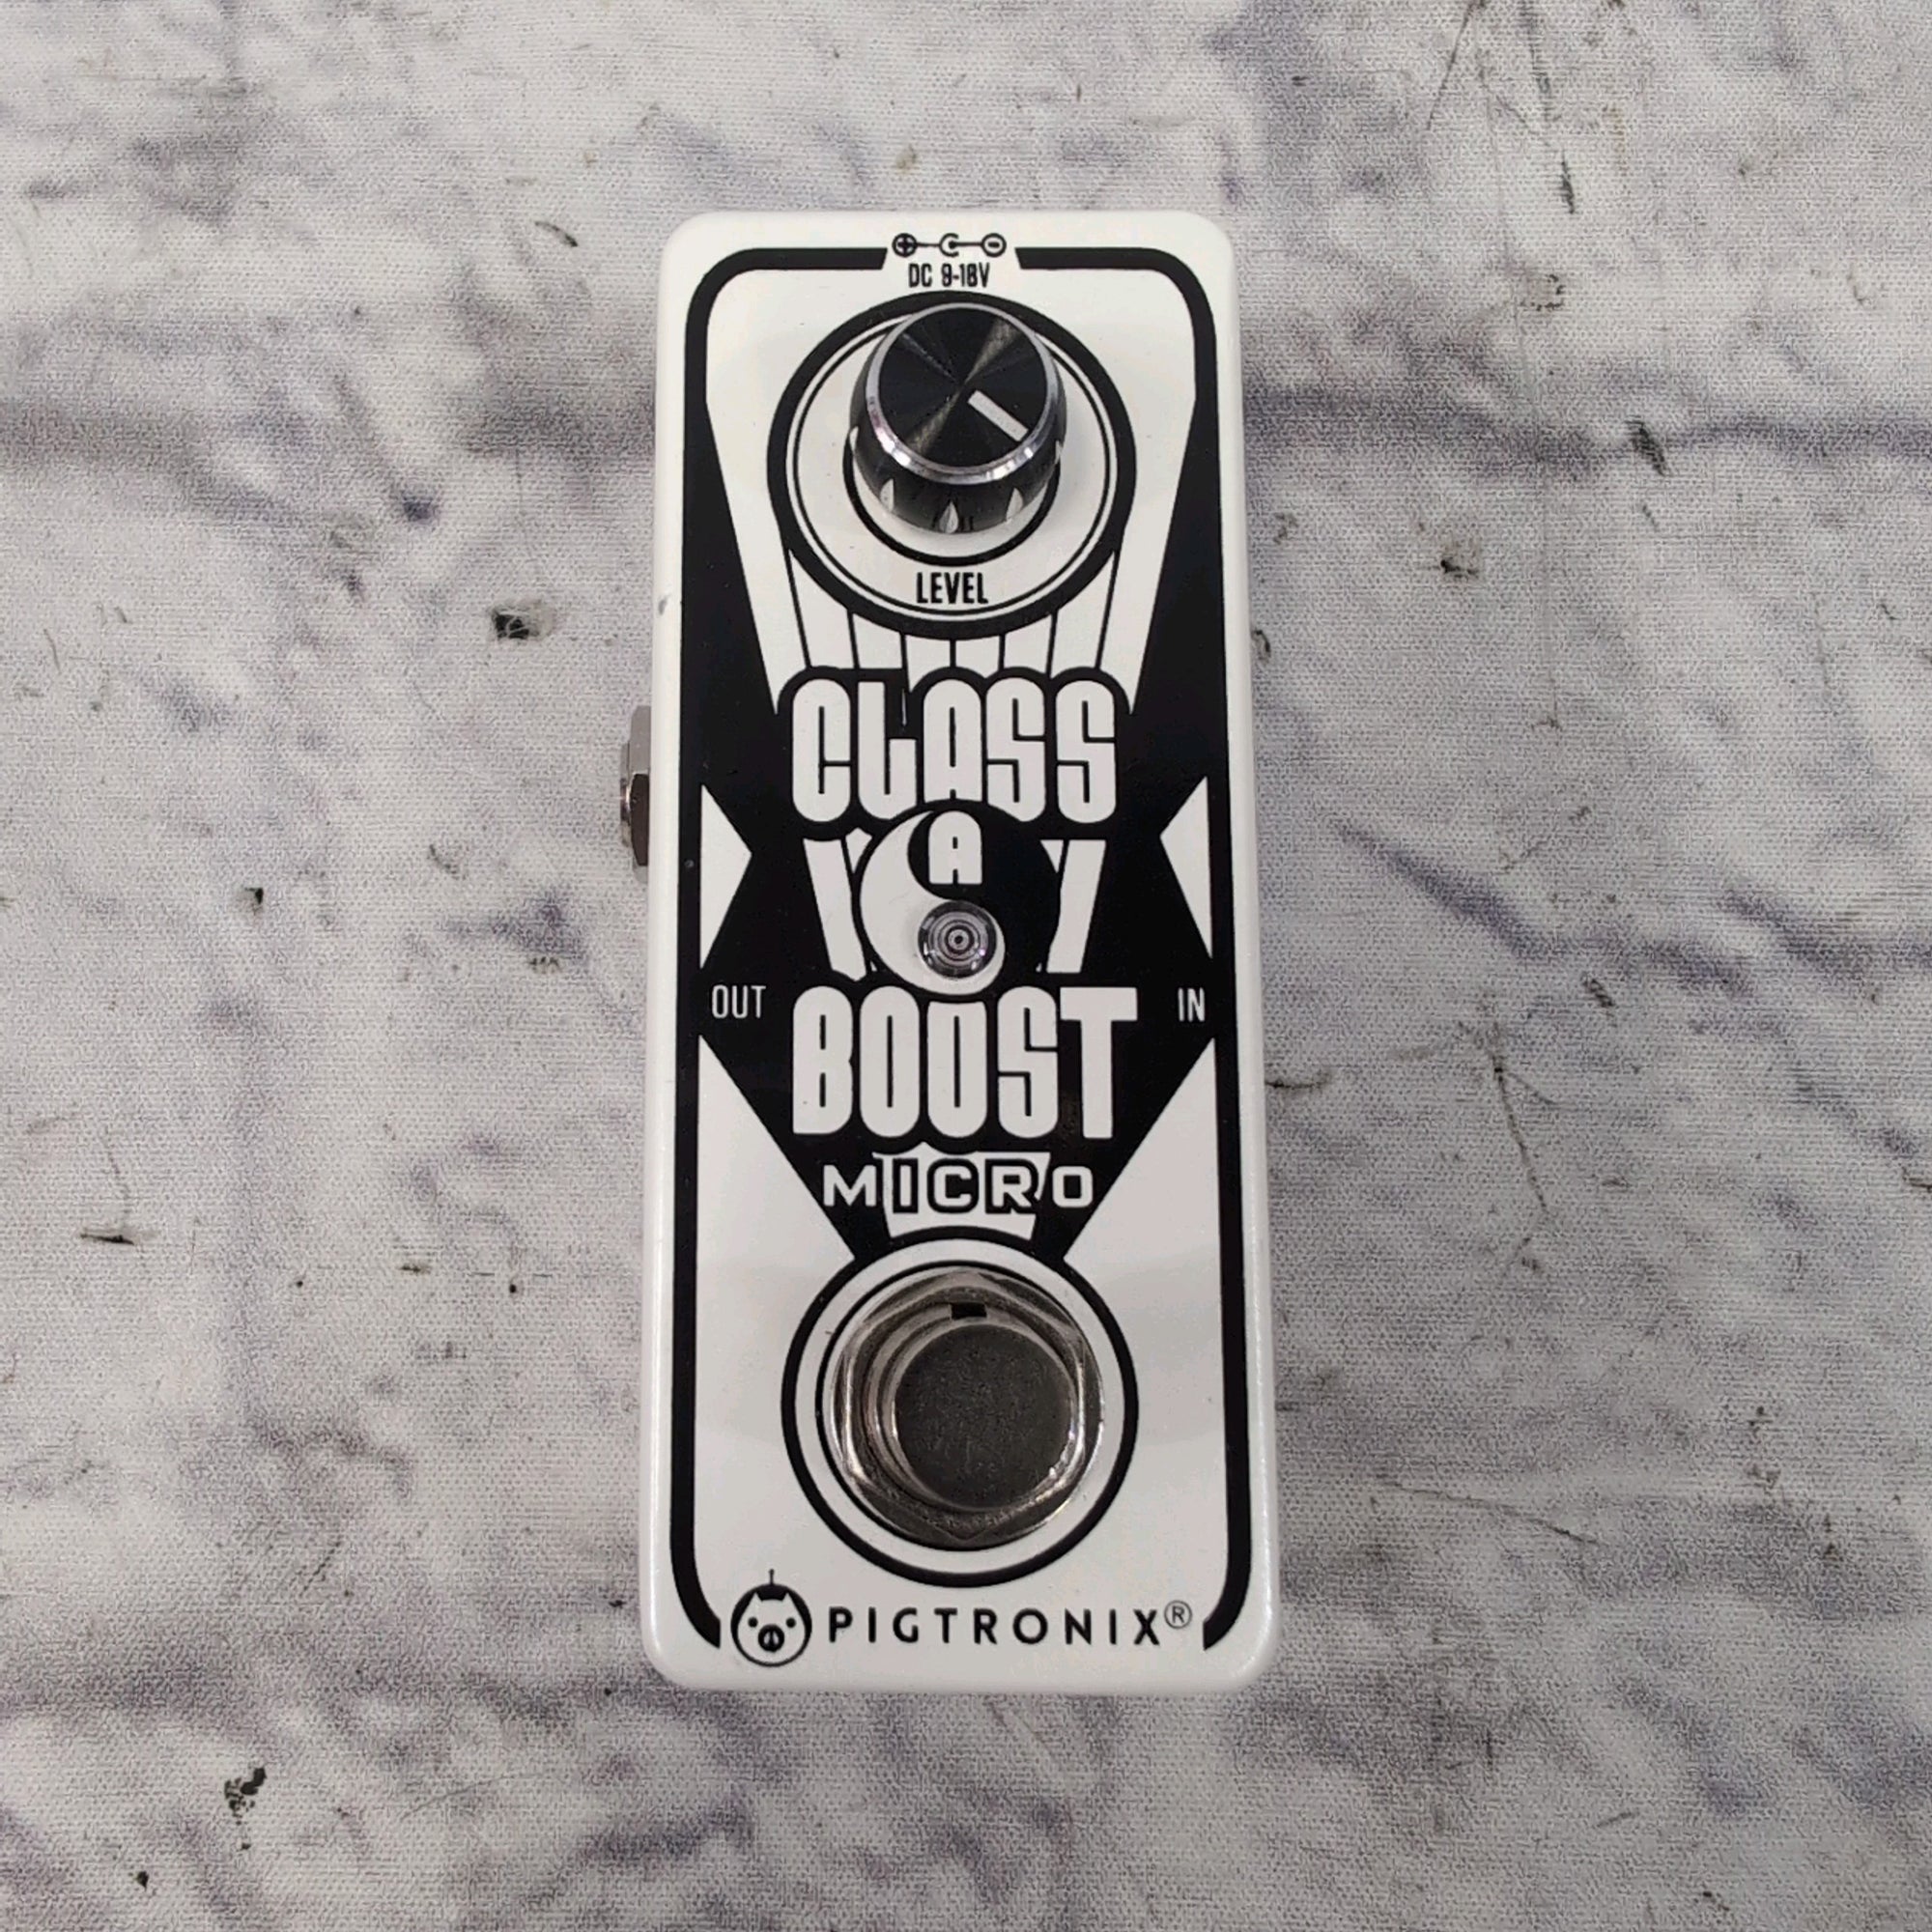 DC 9-18V
LEVEL
CLASS
A
OUT
BOOST
IN
MICRO
PIGTRONIX®